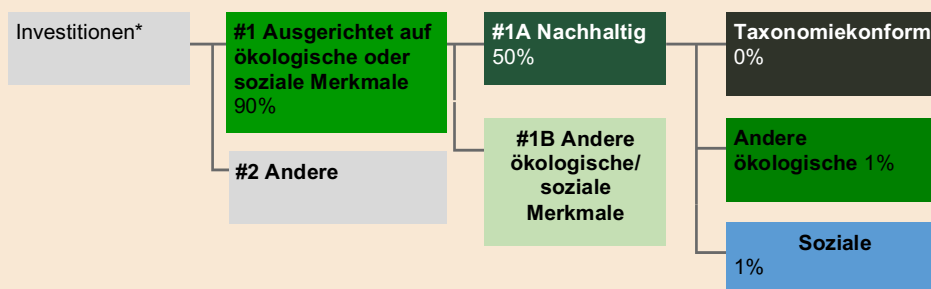 Investitionen*
#1 Ausgerichtet auf
ökologische oder
soziale Merkmale
90%
#2 Andere
#1A Nachhaltig
50%
#1B Andere
ökologische/
soziale
Merkmale
Taxonomiekonform
0%
Andere
ökologische 1%
Soziale
1%